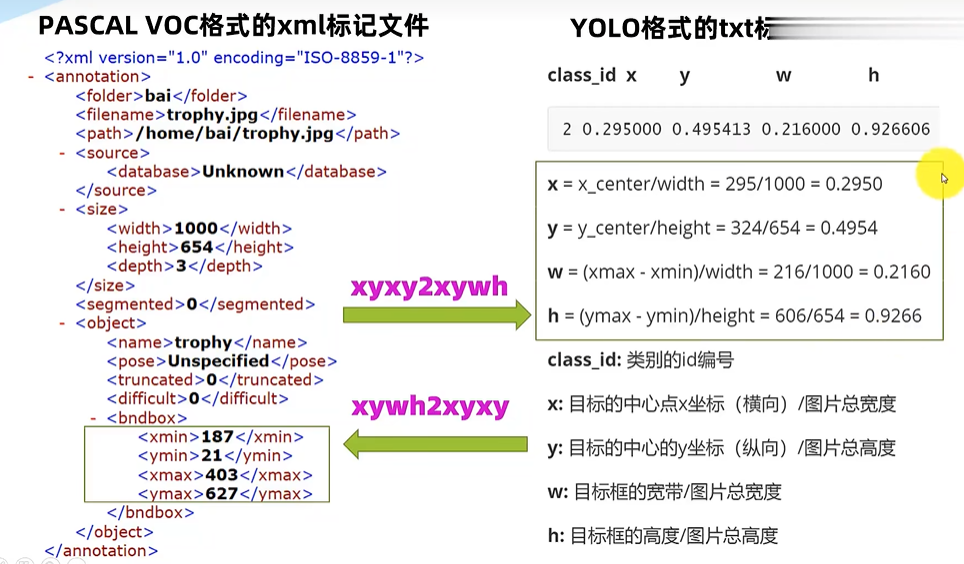 PASCAL VOC格式的xml标记文件
<?xml version="1.0" encoding="ISO-8859-1"?>
- <annotation>
<folder>bai</folder>
<filename>trophy.jpg</filename>
<path>/home/bai/trophy.jpg</path>
- <source>
<database>Unknown</database>
</source>
- <size>
<width>1000</width>
<height>654</height>
<depth>3</depth>
</size>
<segmented>0</segmented>
- <object>
<name>trophy</name>
<pose>Unspecified</pose>
<truncated>0</truncated>
<difficult>0</difficult>
- <bndbox>
<xmin>187</xmin>
<ymin>21</ymin>
<xmax>403</xmax>
<ymax>627</ymax>
</bndbox>
</object>
</annotation>
xyxy2xywh
xywh2xyxy
YOLO格式的txt标
class_id x y w h
2 0.295000 0.495413 0.216000 0.926606
x = x_center/width = 295/1000 = 0.2950
y = y_center/height = 324/654 = 0.4954
w = (xmax - xmin)/width = 216/1000 = 0.2160
h = (ymax - ymin)/height = 606/654 = 0.9266
class_id: 类别的id编号
x: 目标的中心点x坐标（横向）/图片总宽度
y: 目标的中心的y坐标（纵向）/图片总高度
w: 目标框的宽带/图片总宽度
h: 目标框的高度/图片总高度